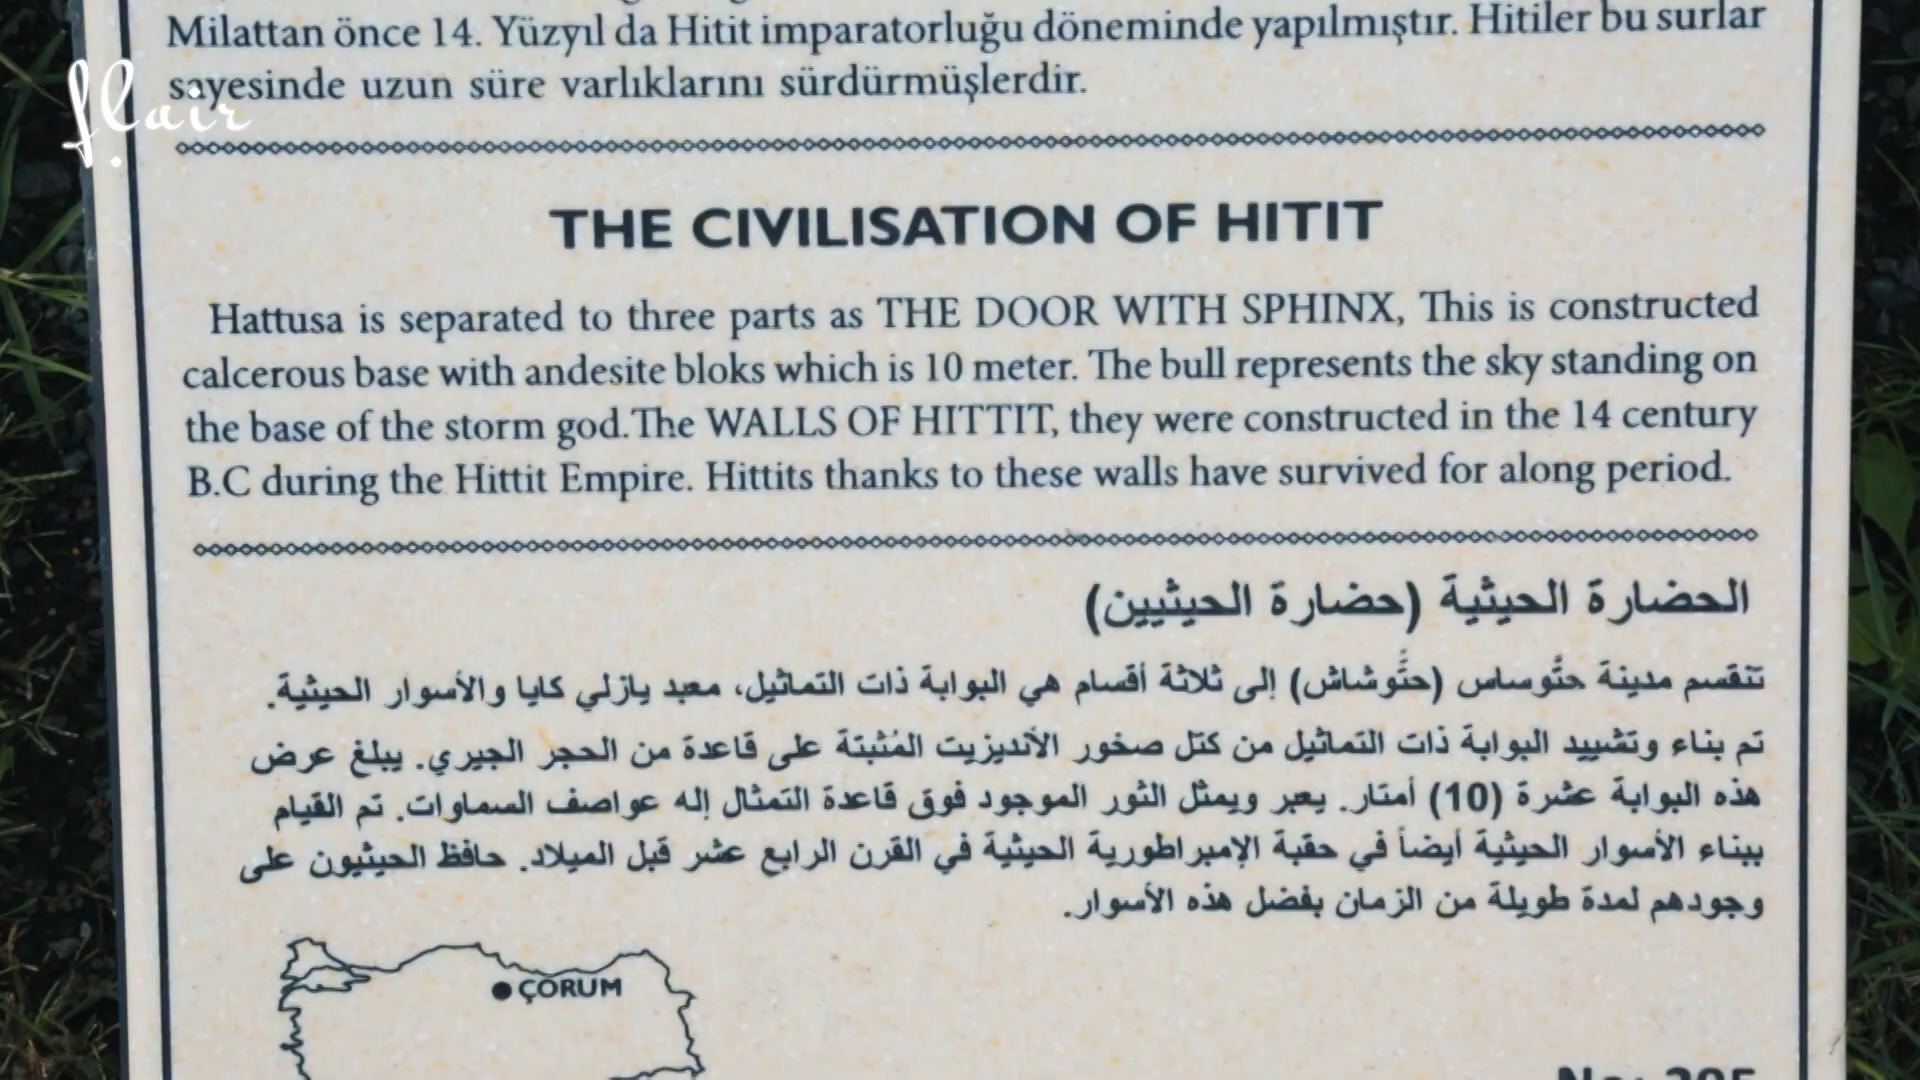 Milattan önce 14. Yüzyıl da Hitit imparatorluğu döneminde yapılmıştır. Hitiler bu surlar
sayesinde uzun süre varlıklarını sürdürmüşlerdir.
flair
THE CIVILISATION OF HITIT
Hattusa is separated to three parts as THE DOOR WITH SPHINX, This is constructed
calcerous base with andesite bloks which is 10 meter. The bull represents the sky standing on
the base of the storm god.The WALLS OF HITTIT, they were constructed in the 14 century
B.C during the Hittit Empire. Hittits thanks to these walls have survived for along period.
الحضارة الحيثية (حضارة الحيثيين)
تنقسم مدينة حتُّوساس (حتُّوشاش) إلى ثلاثة أقسام هي البوابة ذات التماثيل، معبد يازلي كايا والأسوار الحيثية.
تم بناء وتشييد البوابة ذات التماثيل من كتل صخور الأنديزيت المُثبتة على قاعدة من الحجر الجيري. يبلغ عرض
هذه البوابة عشرة (10) أمتار. يعبر ويمثل الثور الموجود فوق قاعدة التمثال إله عواصف السماوات. تم القيام
ببناء الأسوار الحيثية أيضاً في حقبة الإمبراطورية الحيثية في القرن الرابع عشر قبل الميلاد. حافظ الحيثيون على
وجودهم لمدة طويلة من الزمان بفضل هذه الأسوار.
ÇORUM